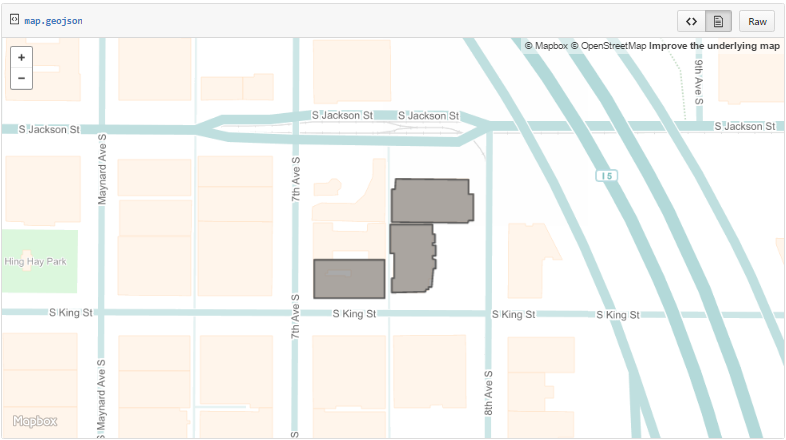 map.geojson
Raw
+
−
© Mapbox © OpenStreetMap Improve the underlying map
9th Ave S
S Jackson St
S Jackson St
S Jackson St
S Jackson St
Maynard Ave S
7th Ave S
I 5
Hing Hay Park
7th Ave S
S King St
S King St
S King St
S King St
S Maynard Ave S
8th Ave S
S
Mapbox